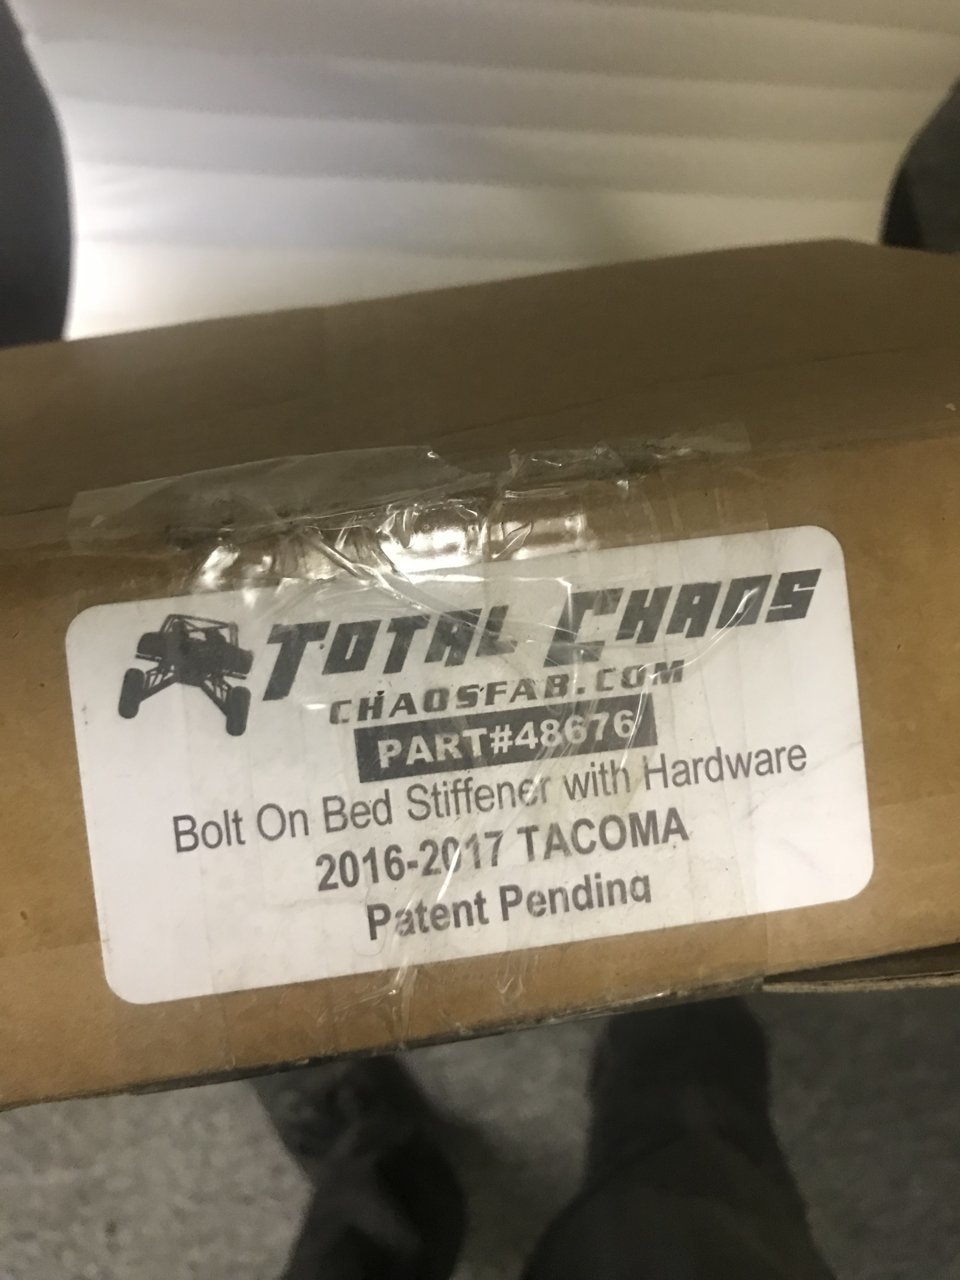 TOTAL CHAOS
CHAOSFAB.COM
PART#48676
Bolt On Bed Stiffener with Hardware
2016-2017 TACOMA
Patent Pending